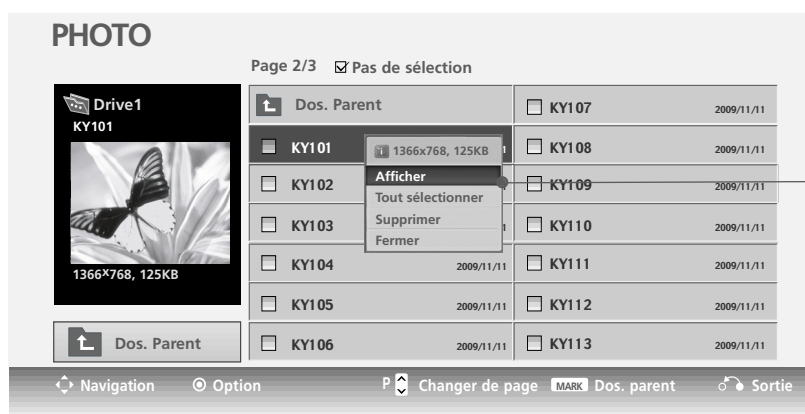 PHOTO
Page 2/3 Pas de sélection
Drive1
KY101
1366x768, 125KB
Dos. Parent
Dos. Parent
KY101
1366x768, 125KB
Afficher
Tout sélectionner
Supprimer
Fermer
KY102
KY103
KY104 2009/11/11
KY105 2009/11/11
KY106 2009/11/11
KY107 2009/11/11
KY108 2009/11/11
KY109 2009/11/11
KY110 2009/11/11
KY111 2009/11/11
KY112 2009/11/11
KY113 2009/11/11
Navigation Option P Changer de page MARK Dos. parent Sortie